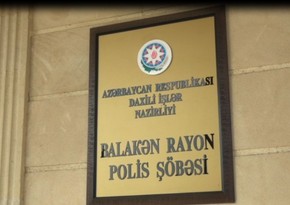 AZƏRBAYCAN RESPUBLİKASI
DAXİLİ İŞLƏR
NAZİRLİYİ
BALAKƏN RAYON
POLİS ŞÖBƏSİ